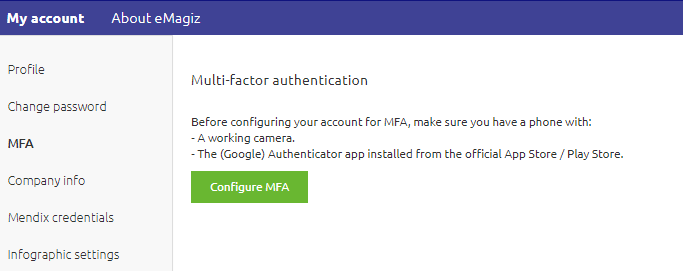 My account About eMagiz
Profile
Change password
MFA
Company info
Mendix credentials
Infographic settings
Multi-factor authentication
Before configuring your account for MFA, make sure you have a phone with:
- A working camera.
- The (Google) Authenticator app installed from the official App Store / Play Store.
Configure MFA